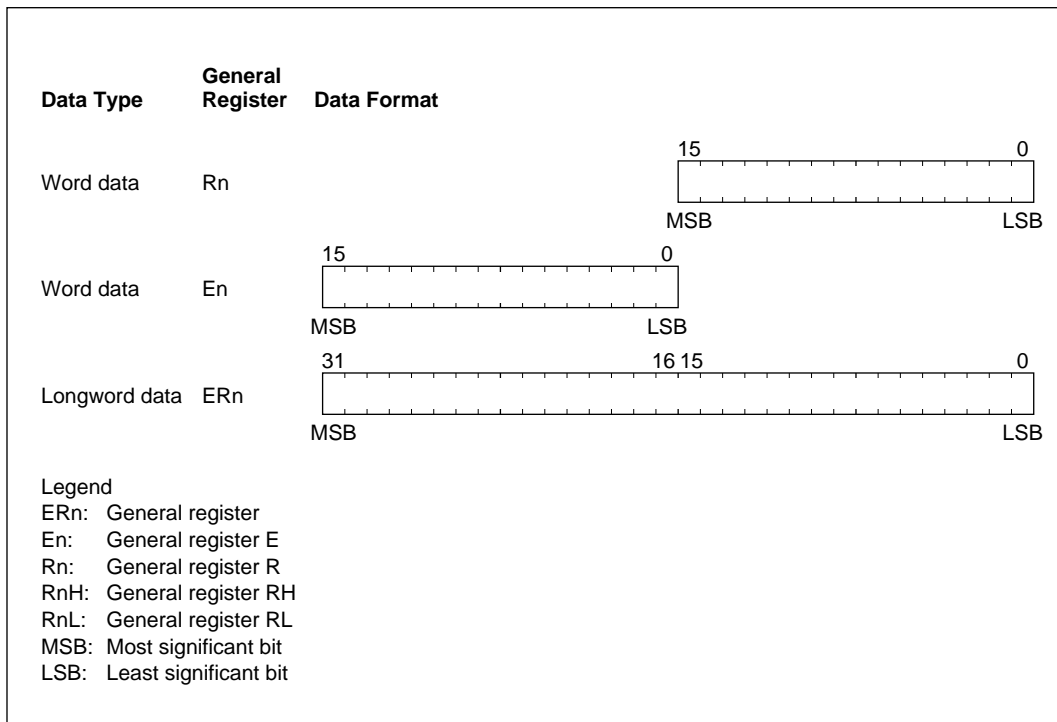 General
Data Type Register Data Format
15 0
Word data Rn
MSB LSB
15 0
Word data En
MSB LSB
31 16 15 0
Longword data ERn
MSB LSB
Legend
ERn: General register
En: General register E
Rn: General register R
RnH: General register RH
RnL: General register RL
MSB: Most significant bit
LSB: Least significant bit